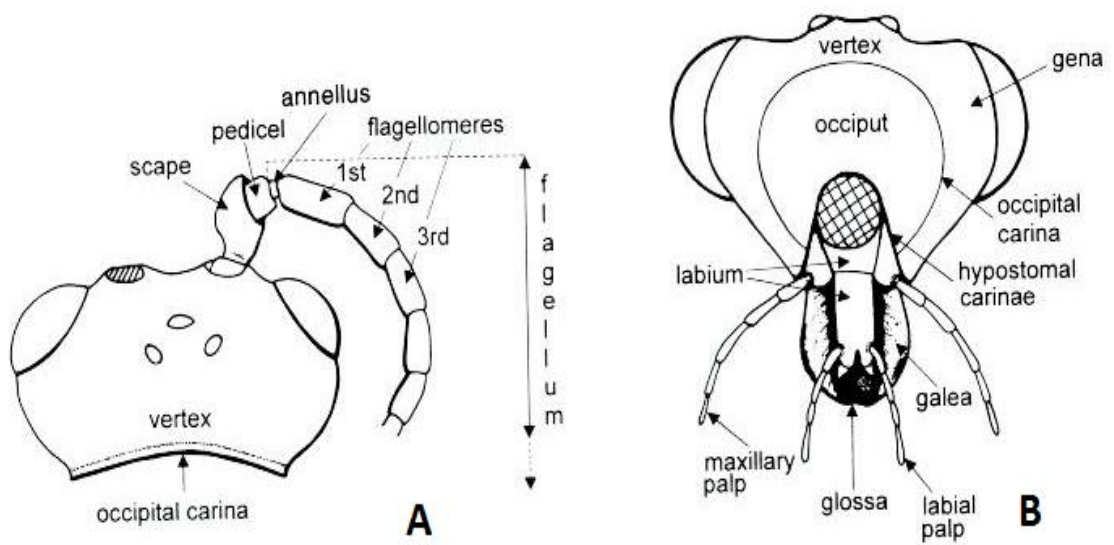 annellus
pedicel
flagellomeres
scape
1st
2nd
3rd
flagellum
vertex
occipital carina
A
vertex
gena
occiput
occipital
carina
labium
hypostomal
carinae
galea
maxillary
palp
glossa
labial
palp
B